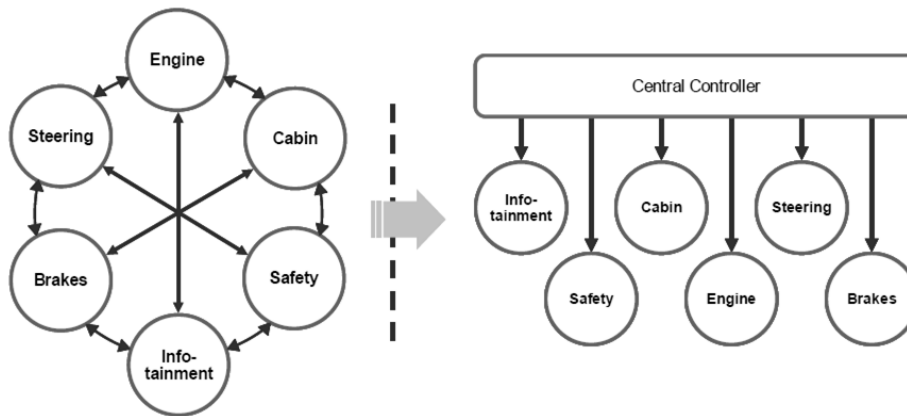 Engine
Steering
Cabin
Brakes
Safety
Info-
tainment
Central Controller
Info-
tainment
Cabin
Steering
Safety
Engine
Brakes